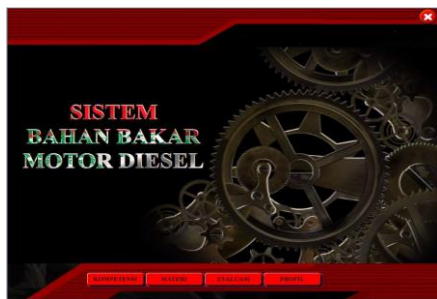 SISTEM
BAHAN BAKAR
MOTOR DIESEL
KOMPETENSI MATERI EVALUASI PROFIL